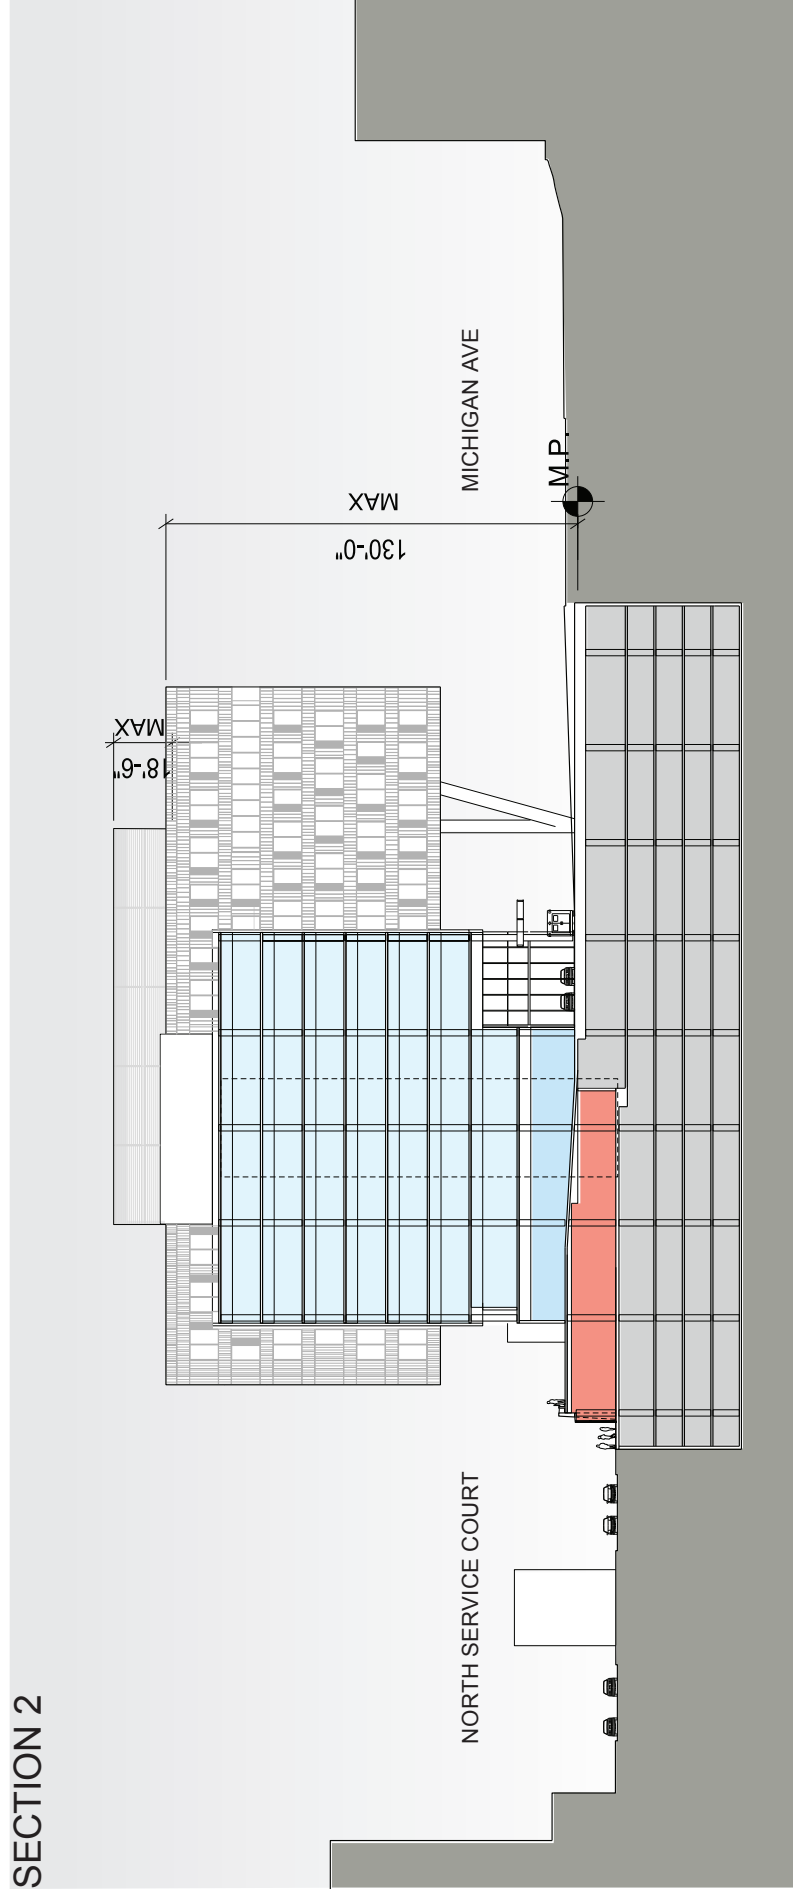 SECTION 2
18'-6"
MAX
130'-0"
MAX
NORTH SERVICE COURT
MICHIGAN AVE
M.P.